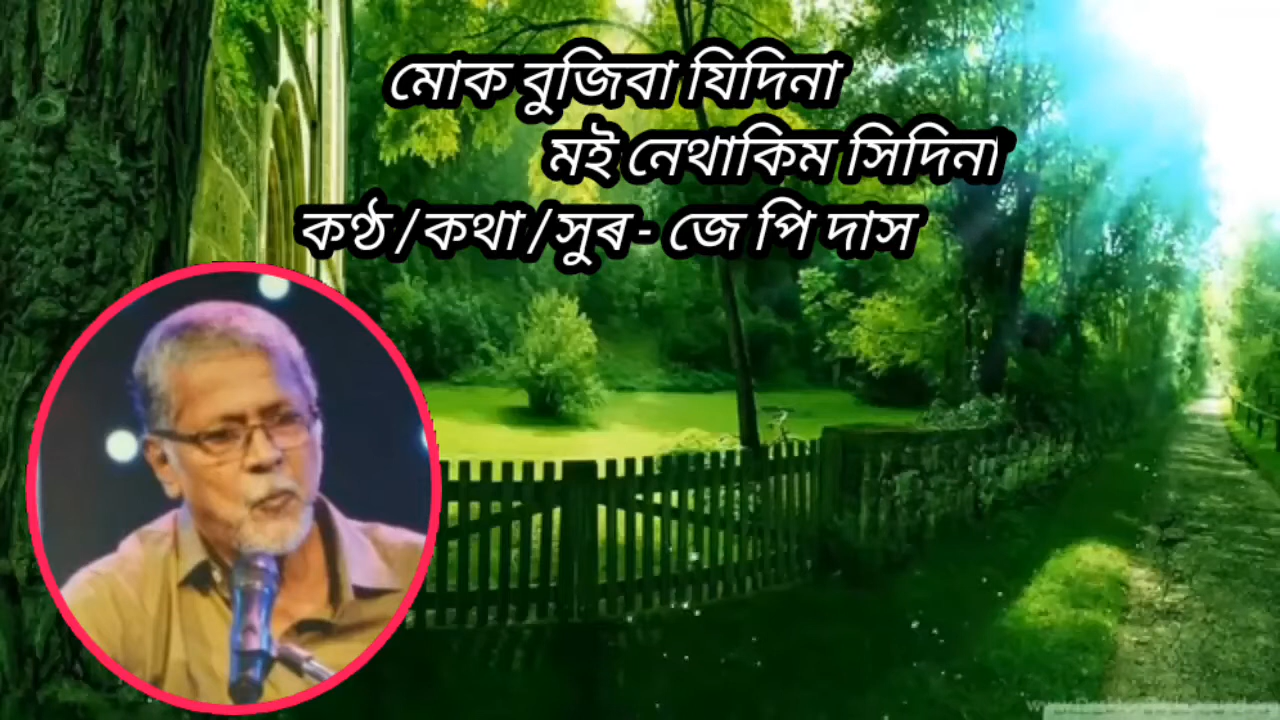 মোক বুজিবা যিদিনা
মই নেথাকিম সিদিনা
কণ্ঠ /কথা /সুৰ - জে পি দাস